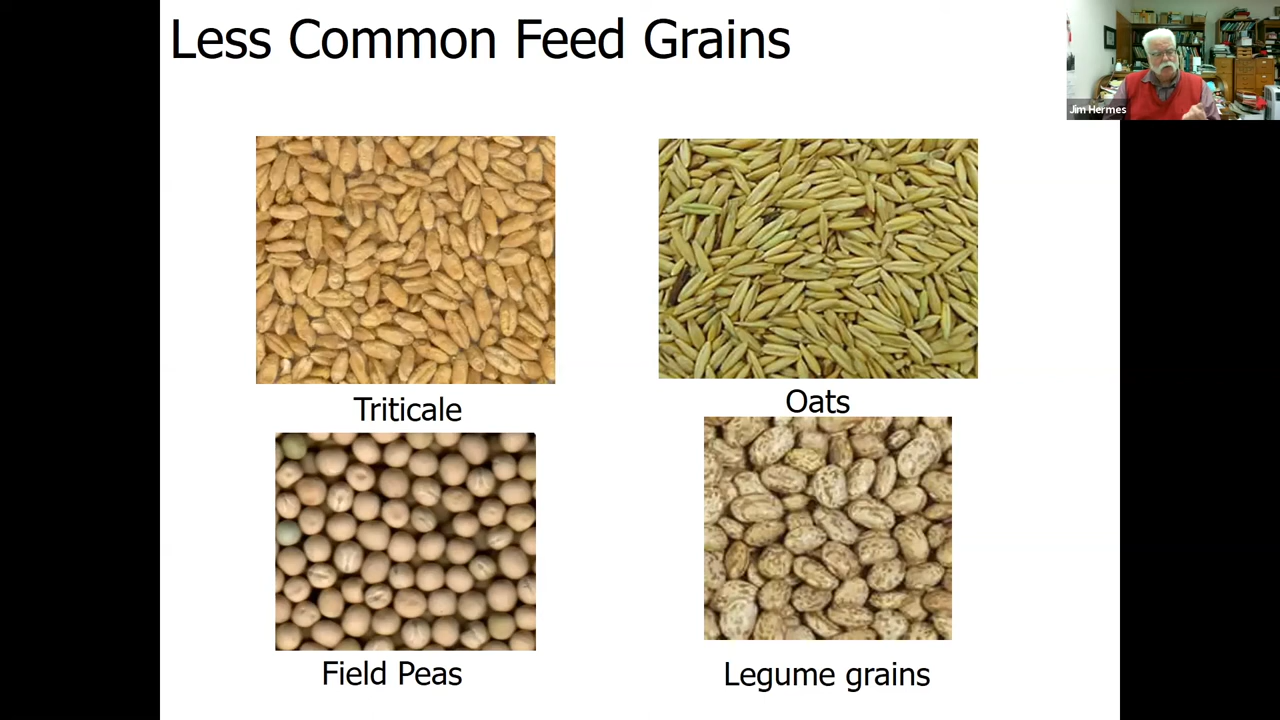 Less Common Feed Grains
Jim Hermes
Triticale
Oats
Field Peas
Legume grains